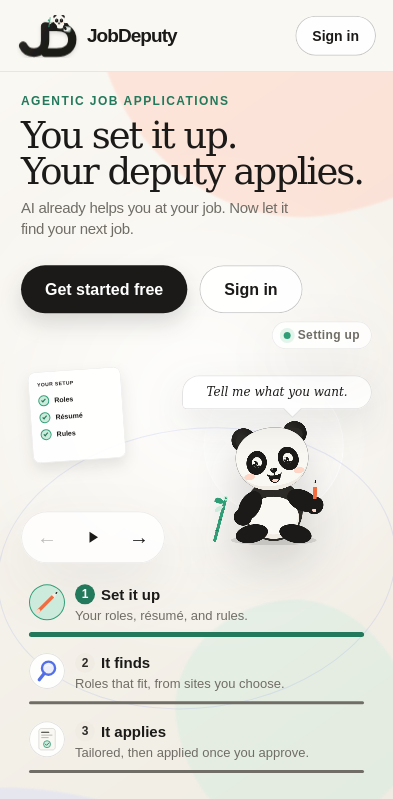 JobDeputy
Sign in
AGENTIC JOB APPLICATIONS
You set it up.
Your deputy applies.
AI already helps you at your job. Now let it
find your next job.
Get started free
Sign in
Setting up
YOUR SETUP
Roles
Résumé
Rules
Tell me what you want.
← → 
1 Set it up
Your roles, résumé, and rules.
2 It finds
Roles that fit, from sites you choose.
3 It applies
Tailored, then applied once you approve.